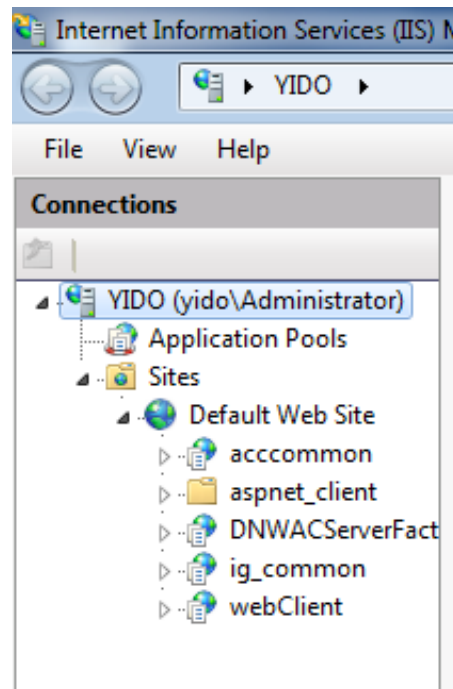 Internet Information Services (IIS) M
YIDO
File View Help
Connections
YIDO (yido\Administrator)
Application Pools
Sites
Default Web Site
acccommon
aspnet_client
DNWACServerFact
ig_common
webClient